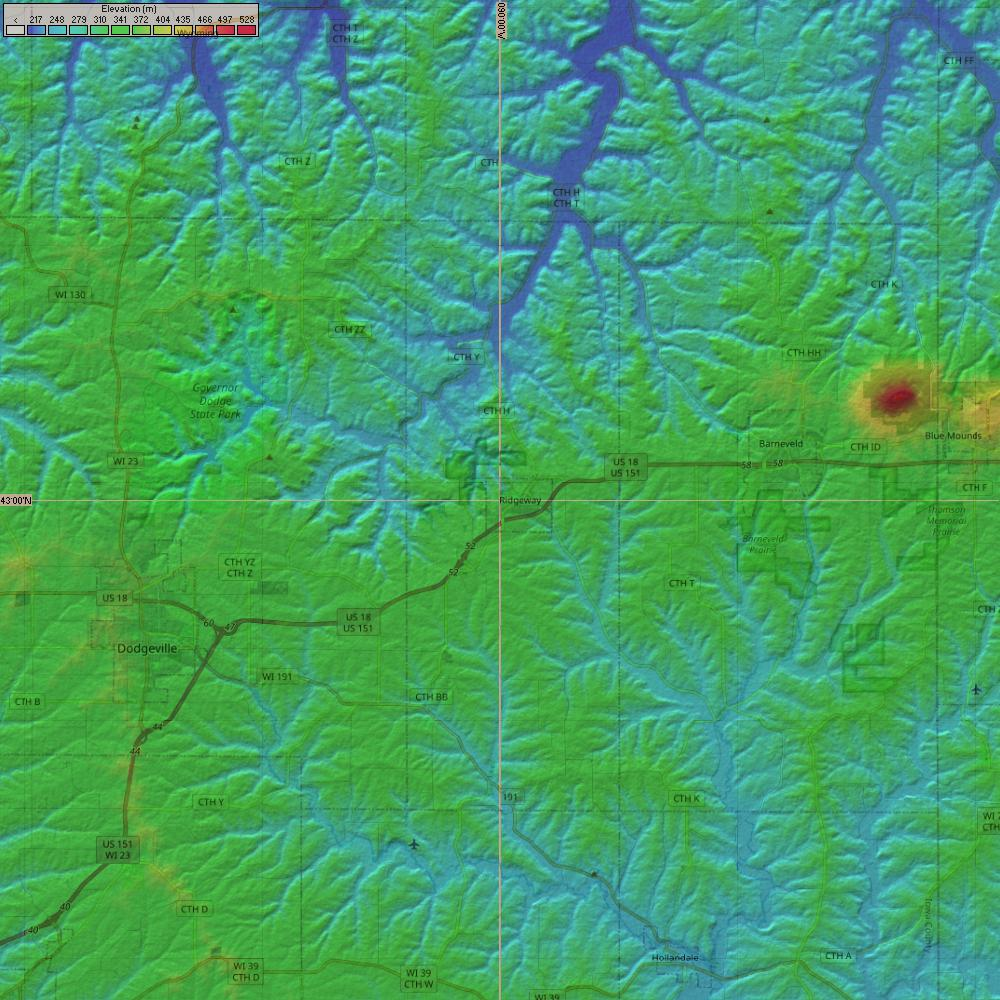 Elevation (m)
< 217 248 279 310 341 372 404 435 466 497 528
Wyoming
CTH T
CTH Z
CTH FF
CTH Z
CTH
CTH H
CTH T
WI 130
CTH K
CTH ZZ
CTH Y
CTH HH
Governor
Dodge
State Park
CTH H
Barneveld
CTH ID
Blue Mounds
WI 23
US 18
US 151
58
58
CTH F
43°00'N
Ridgeway
Thomson
Memorial
Prairie
Barneveld
Prairie
52
52
CTH YZ
CTH Z
CTH T
US 18
60
47
US 18
US 151
CTH Z
Dodgeville
WI 191
CTH BB
CTH B
44
44
191
CTH K
CTH Y
US 151
WI 23
CTH D
40
40
Iowa County
Hollandale
CTH A
WI 39
CTH D
WI 39
CTH W
WI 39